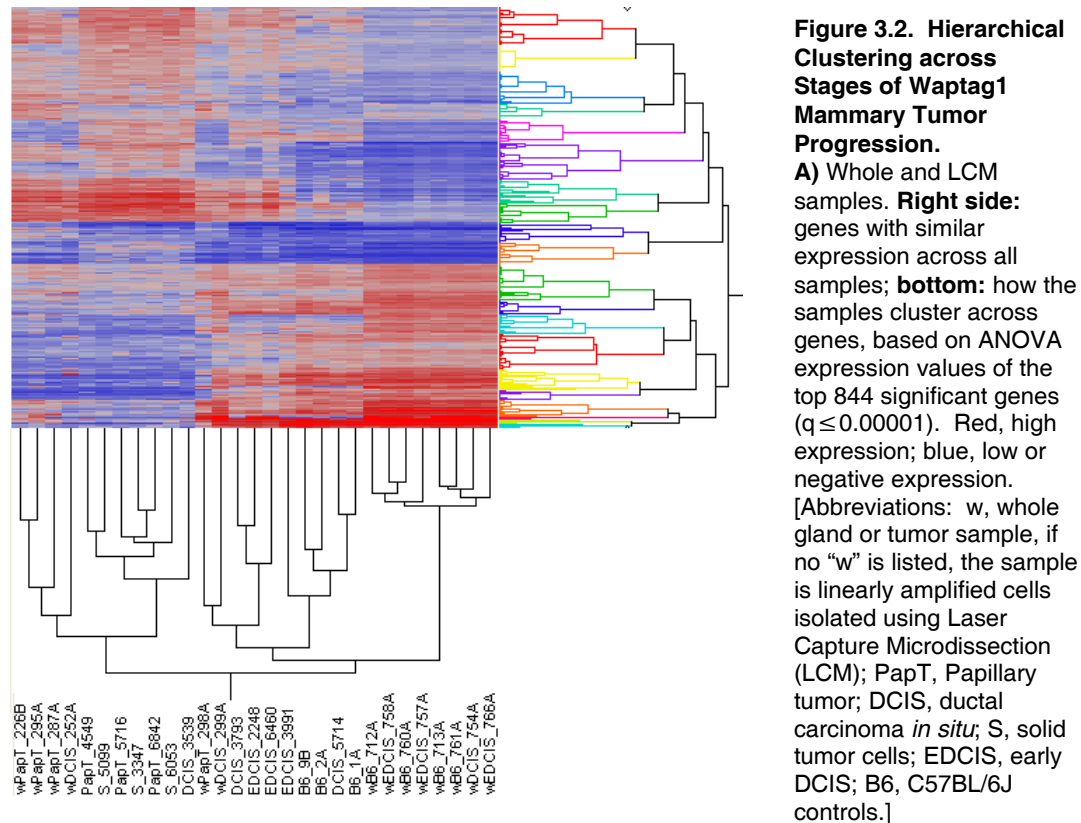 Figure 3.2. Hierarchical
Clustering across
Stages of Waptag1
Mammary Tumor
Progression.
A) Whole and LCM
samples. Right side:
genes with similar
expression across all
samples; bottom: how the
samples cluster across
genes, based on ANOVA
expression values of the
top 844 significant genes
(q ≤ 0.00001). Red, high
expression; blue, low or
negative expression.
[Abbreviations: w, whole
gland or tumor sample, if
no “w” is listed, the sample
is linearly amplified cells
isolated using Laser
Capture Microdissection
(LCM); PapT, Papillary
tumor; DCIS, ductal
carcinoma in situ; S, solid
tumor cells; EDCIS, early
DCIS; B6, C57BL/6J
controls.]
wPapT_226B
wPapT_295A
wPapT_287A
wDCIS_252A
PapT_4549
S_5099
PapT_5716
S_3347
PapT_6842
S_6053
DCIS_3539
wPapT_298A
wDCIS_299A
DCIS_3793
EDCIS_2248
EDCIS_6460
EDCIS_3991
B6_9B
B6_2A
DCIS_5714
B6_1A
wB6_712A
wEDCIS_758A
wB6_760A
wEDCIS_757A
wB6_713A
wB6_761A
wDCIS_754A
wEDCIS_766A